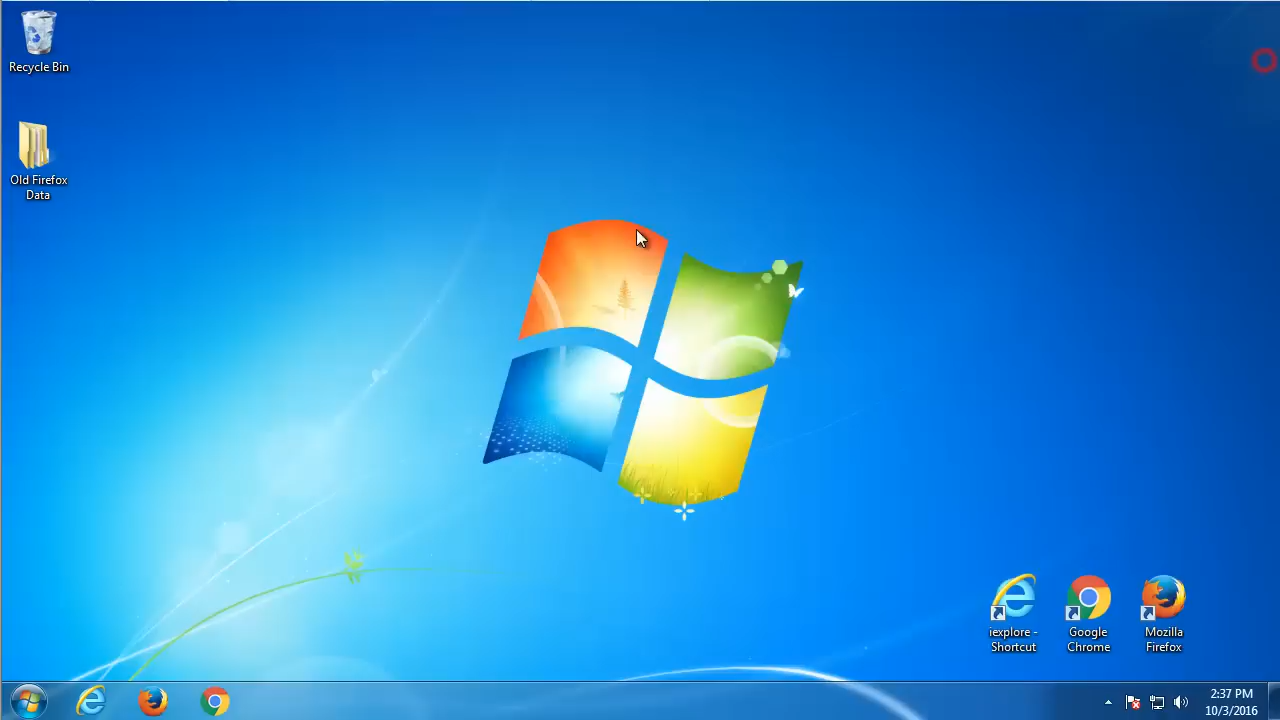 Recycle Bin
Old Firefox
Data
iexplore -
Shortcut
Google
Chrome
Mozilla
Firefox
2:37 PM
10/3/2016